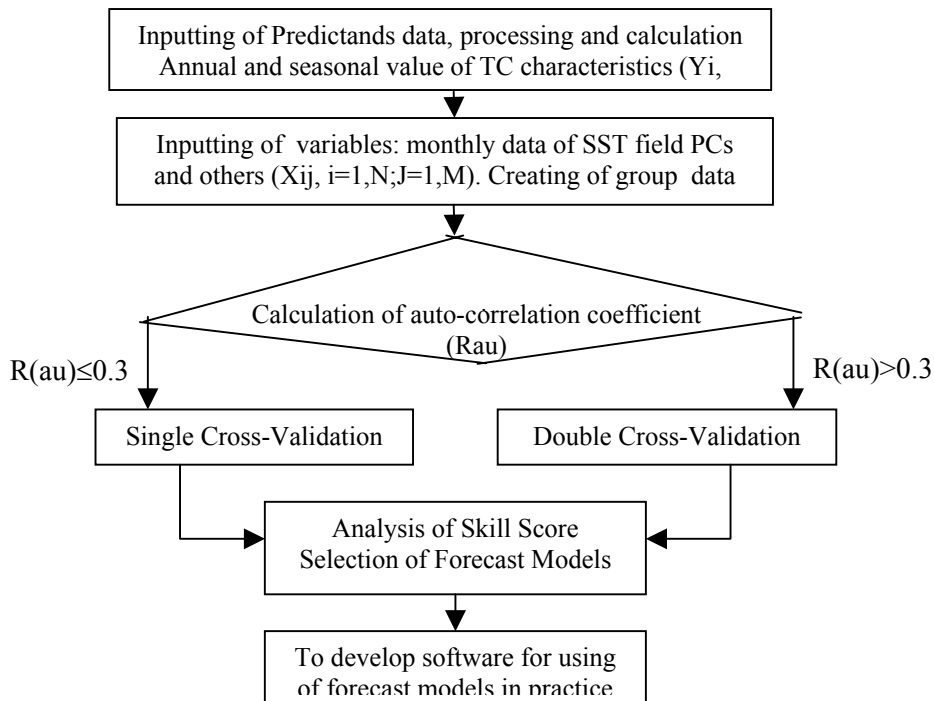 Inputting of Predictands data, processing and calculation
Annual and seasonal value of TC characteristics (Yi,
Inputting of variables: monthly data of SST field PCs
and others (Xij, i=1,N;J=1,M). Creating of group data
Calculation of auto-correlation coefficient
(Rau)
R(au)≤0.3
R(au)>0.3
Single Cross-Validation
Double Cross-Validation
Analysis of Skill Score
Selection of Forecast Models
To develop software for using
of forecast models in practice